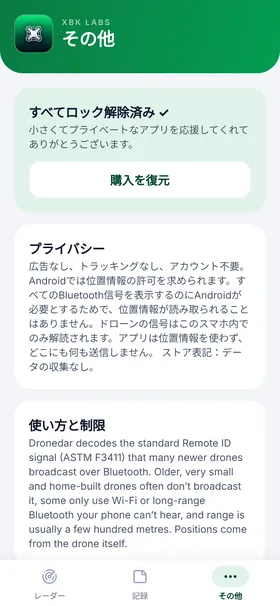 XBK LABS
その他
すべてロック解除済み ✓
小さくてプライベートなアプリを応援してくれて
ありがとうございます。
購入を復元
プライバシー
広告なし、トラッキングなし、アカウント不要。
Androidでは位置情報の許可を求められます。す
べてのBluetooth信号を表示するのにAndroidが
必要とするためで、位置情報が読み取られること
はありません。ドローンの信号はこのスマホ内で
のみ解読されます。アプリは位置情報を使わず、
どこにも何も送信しません。 ストア表記：デー
タの収集なし。
使い方と制限
Dronedar decodes the standard Remote ID
signal (ASTM F3411) that many newer drones
broadcast over Bluetooth. Older, very small
and home-built drones often don't broadcast
it, some only use Wi-Fi or long-range
Bluetooth your phone can't hear, and range is
usually a few hundred metres. Positions come
from the drone itself.
レーダー
記録
その他